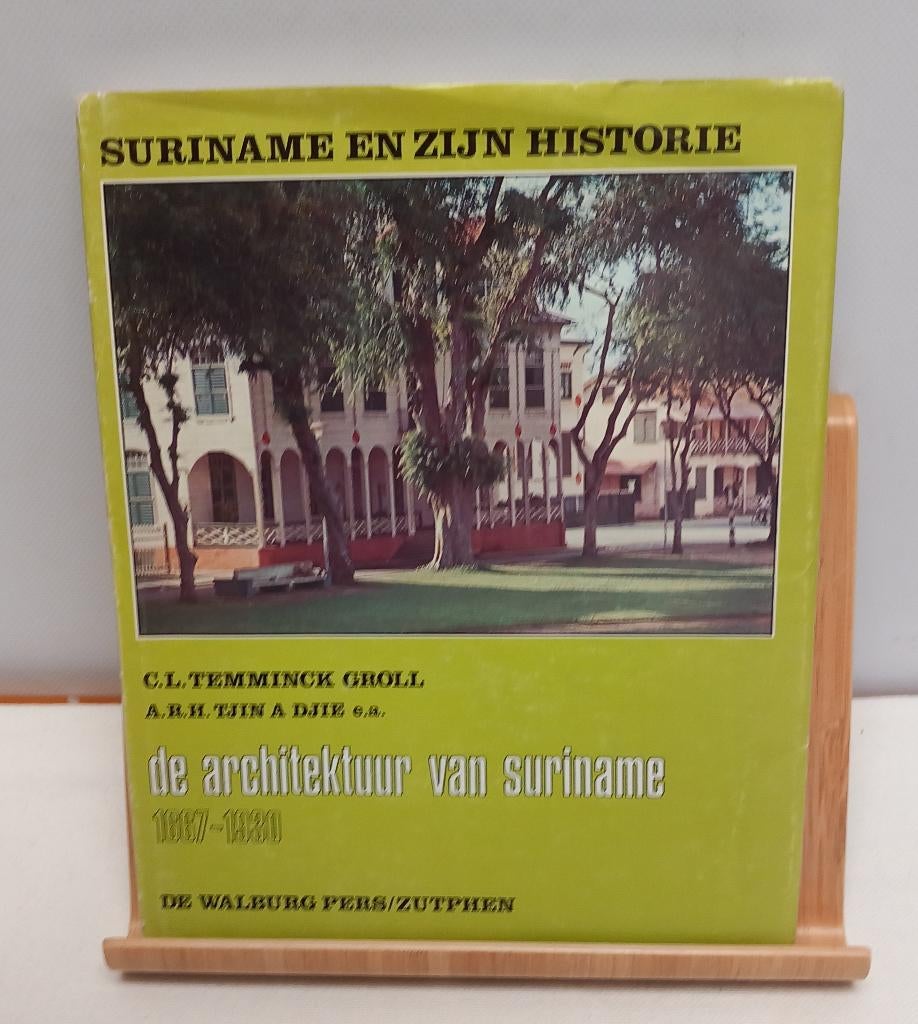 SURINAME EN ZIJN HISTORIE
C.L. TEMMINCK GROLL
A.R.H. TJIN A DJIE e.a.
de architektuur van suriname
1667-1930
DE WALBURG PERS/ZUTPHEN